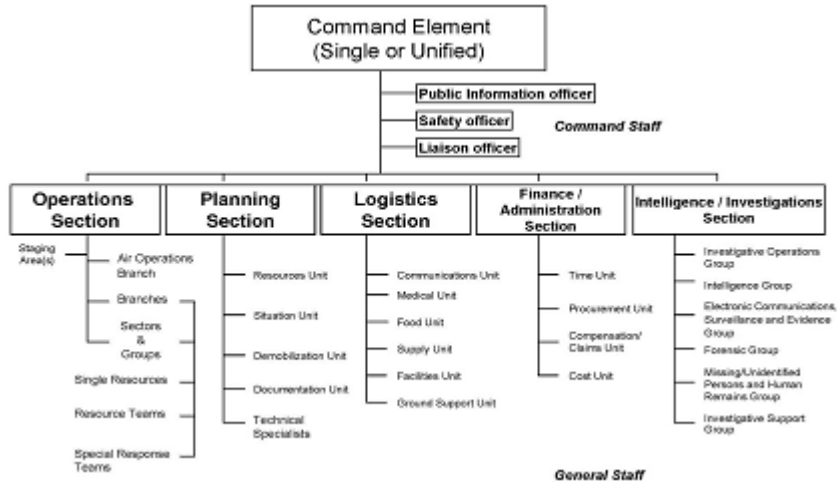 Command Element
(Single or Unified)
Public Information officer
Safety officer
Command Staff
Liaison officer
Operations
Section
Planning
Section
Logistics
Section
Finance /
Administration
Section
Intelligence / Investigations
Section
Staging
Area(s)
Air Operations
Branch
Branches
Sectors
&
Groups
Single Resources
Resource Teams
Special Response
Teams
Resources Unit
Situation Unit
Demobilization Unit
Documentation Unit
Technical
Specialists
Communications Unit
Medical Unit
Food Unit
Supply Unit
Facilities Unit
Ground Support Unit
Time Unit
Procurement Unit
Compensation/
Claims Unit
Cost Unit
Investigative Operations
Group
Intelligence Group
Electronic Communications,
Surveillance and Evidence
Group
Forensic Group
Missing/Unidentified
Persons and Human
Remains Group
Investigative Support
Group
General Staff